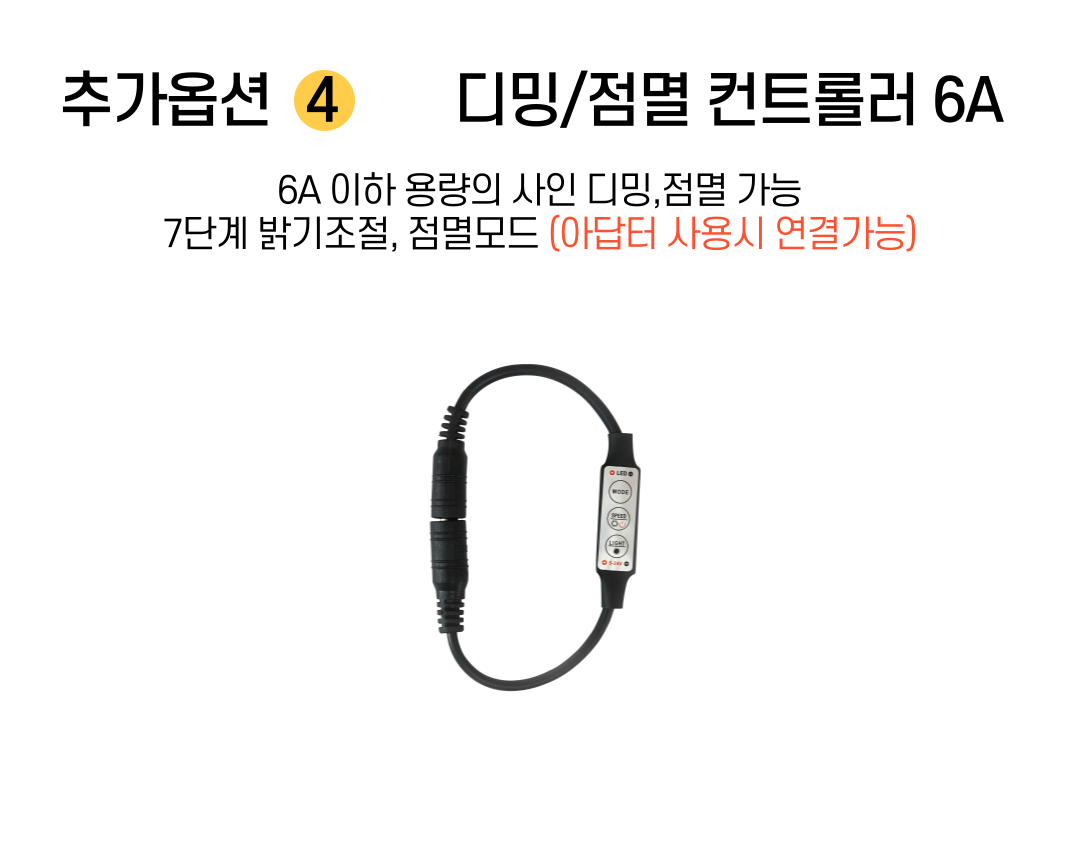 추가옵션 4 디밍/점멸 컨트롤러 6A
6A 이하 용량의 사인 디밍,점멸 가능
7단계 밝기조절, 점멸모드 (아답터 사용시 연결가능)
LED
MODE
SPEED
LIGHT
5-24V